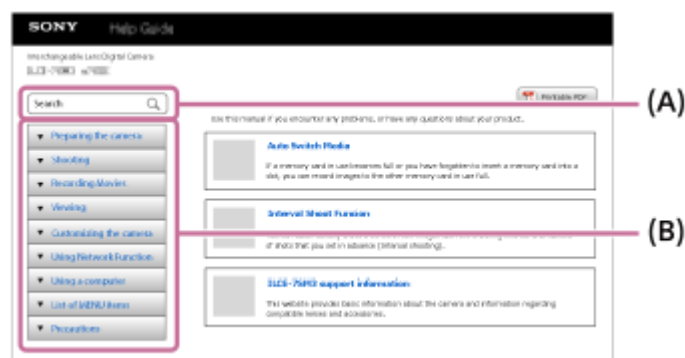 SONY Help Guide
Interchangeable Lens Digital Camera
Search
(A)
Portable PDF
Use this manual if you encounter any problems, or have any questions about your product.
Preparing the camera
Shooting
Recording Movies
Viewing
Customizing the camera
Using Network Function
Using a computer
List of MENU items
Precautions
(B)
Auto Switch Media
If a memory card in use becomes full or you have forgotten to insert a memory card into a
slot, you can record images to the other memory card in use full.
Interval Shoot Funsion
of shots that you set in advance (Interval shooting).
support information
This website provides basic information about the camera and information regarding
compatible lenses and accessories.